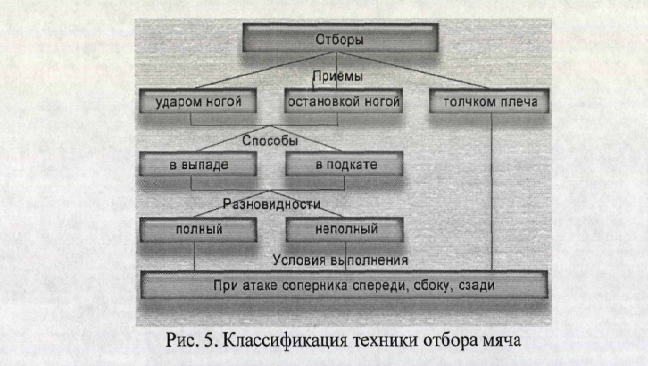 Отборы
Приёмы
ударом ногой остановкой ногой толчком плеча
Способы
в выпаде в подкате
Разновидности
полный неполный
Условия выполнения
При атаке соперника спереди, сбоку, сзади
Рис. 5. Классификация техники отбора мяча